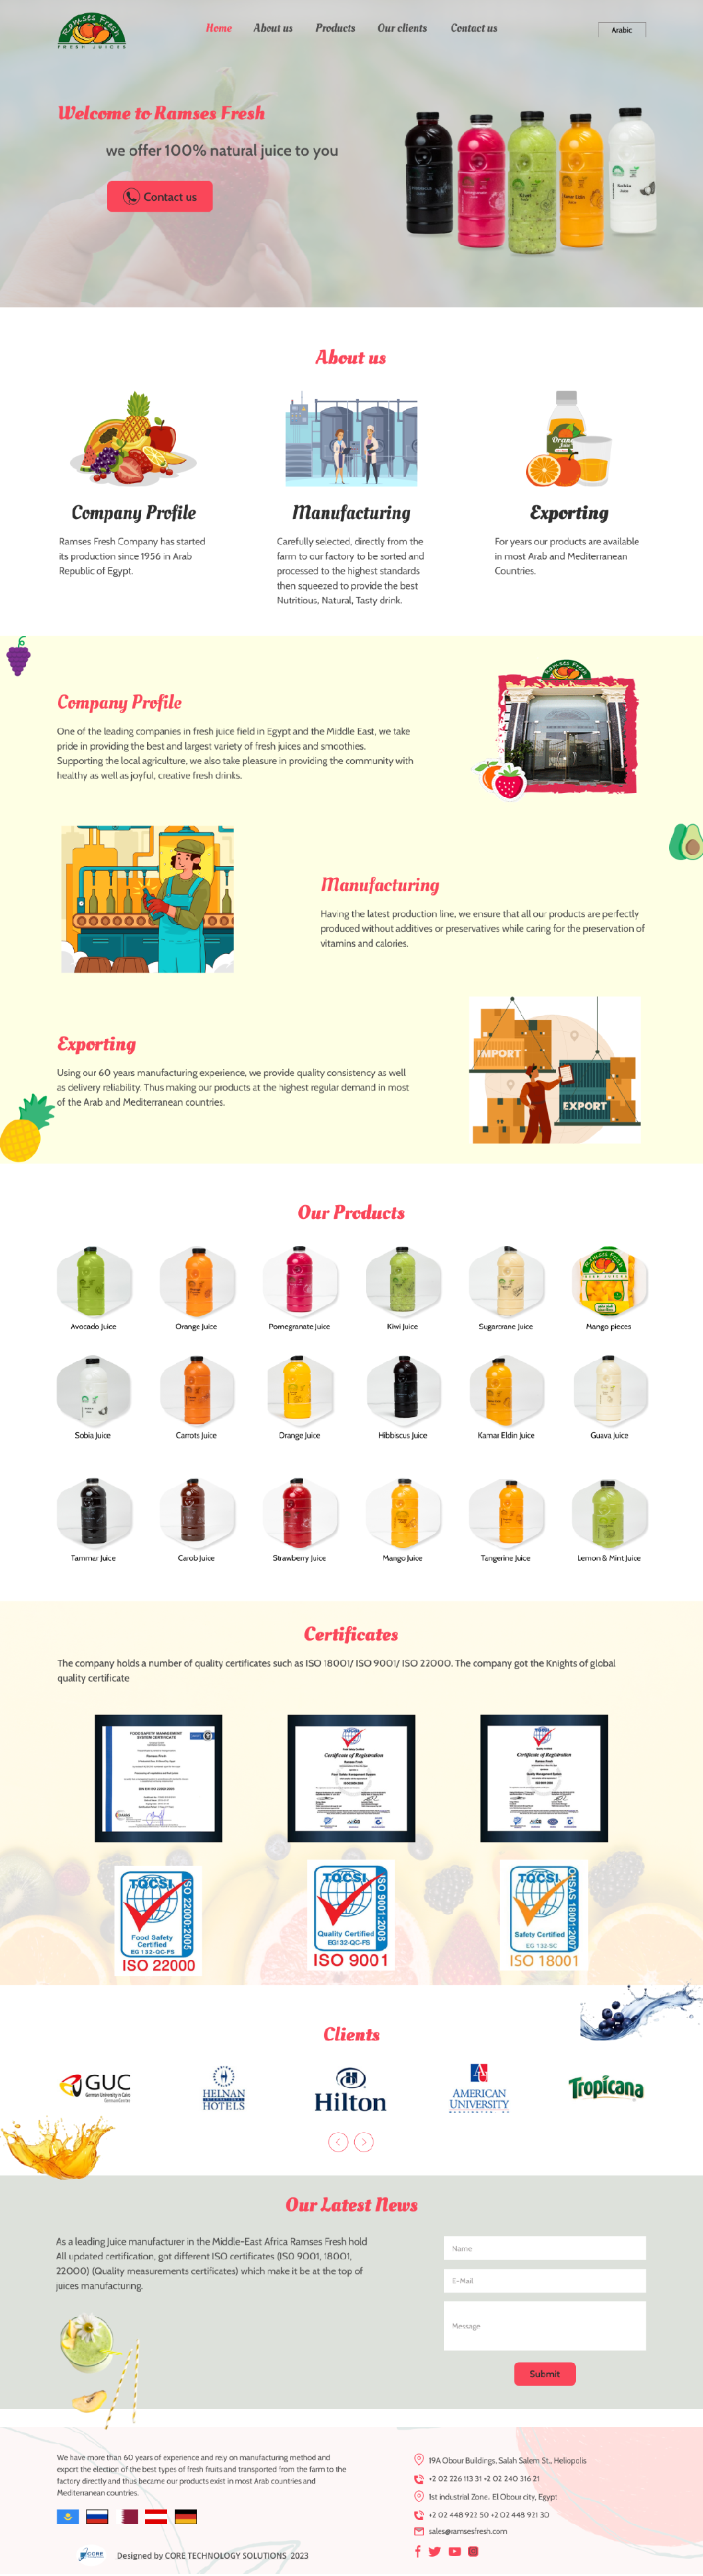 Ramses Fresh
FRESH JUICES
Home
About us
Products
Our clients
Contact us
Arabic
Welcome to Ramses Fresh
we offer 100% natural juice to you
Contact us
About us
Company Profile
Ramses Fresh Company has started
its production since 1956 in Arab
Republic of Egypt.
Manufacturing
Carefully selected, directly from the
farm to our factory to be sorted and
processed to the highest standards
then squeezed to provide the best
Nutritious, Natural, Tasty drink.
Exporting
For years our products are available
in most Arab and Mediterranean
Countries.
Company Profile
One of the leading companies in fresh juice field in Egypt and the Middle East, we take
pride in providing the best and largest variety of fresh juices and smoothies.
Supporting the local agriculture, we also take pleasure in providing the community with
healthy as well as joyful, creative fresh drinks.
Ramses Fresh
Manufacturing
Having the latest production line, we ensure that all our products are perfectly
produced without additives or preservatives while caring for the preservation of
vitamins and calories.
Exporting
Using our 60 years manufacturing experience, we provide quality consistency as well
as delivery reliability. Thus making our products at the highest regular demand in most
of the Arab and Mediterranean countries.
IMPORT
EXPORT
Our Products
Avocado Juice
Orange Juice
Pomegranate Juice
Kiwi Juice
Sugarcrane Juice
Mango pieces
Sobia Juice
Carrots Juice
Orange Juice
Hibbiscus Juice
Kamar Eldin Juice
Guava Juice
Tammar Juice
Carob Juice
Strawberry Juice
Mango Juice
Tangerine Juice
Lemon & Mint Juice
Certificates
The company holds a number of quality certificates such as ISO 18001/ ISO 9001/ ISO 22000. The company got the Knights of global
quality certificate
FOOD SAFETY MANAGEMENT
SYSTEM CERTIFICATE
Certificate of Registration
Certificate of Registration
TQCSI
ISO 22000:2005
Food Safety
Certified
EG132-QC-FS
ISO 22000
TQCSI
ISO 9001:2008
Quality Certified
EG132-QC-FS
ISO 9001
TQCSI
OHSAS 18001:2007
Safety Certified
EG 132-SC
ISO 18001
Clients
GUC
German University in Cairo
HELNAN
INTERNATIONAL
HOTELS
Hilton
AMERICAN
UNIVERSITY
WASHINGTON, DC
Tropicana
Our Latest News
As a leading Juice manufacturer in the Middle-East Africa Ramses Fresh hold
All updated certification, got different ISO certificates (ISO 9001, 18001,
22000) (Quality measurements certificates) which make it be at the top of
juices manufacturing.
Name
E-Mail
Message
Submit
We have more than 60 years of experience and rely on manufacturing method and
export the election of the best types of fresh fruits and transported from the farm to the
factory directly and thus became our products exist in most Arab countries and
Mediterranean countries.
19A Obour Buildings, Salah Salem St., Heliopolis
+2 02 226 113 31 +2 02 240 316 21
1st industrial Zone, El Obour city, Egypt
+2 02 448 921 50 +2 02 448 921 30
sales@ramsesfresh.com
CORE
Designed by CORE TECHNOLOGY SOLUTIONS 2023